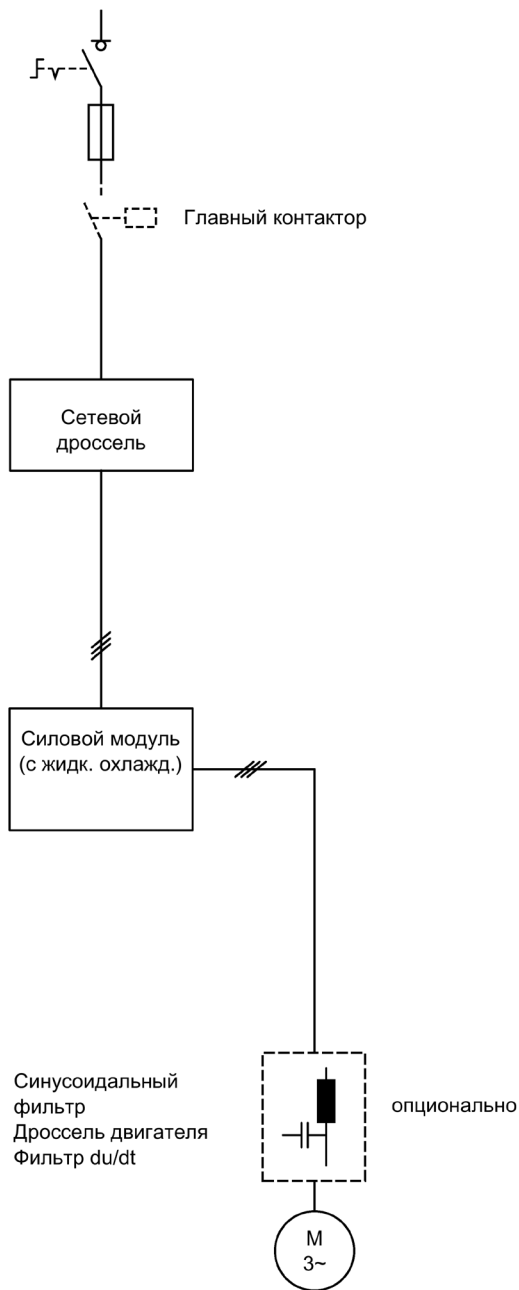 Главный контактор
Сетевой
дроссель
Силовой модуль
(с жидк. охлажд.)
Синусоидальный
фильтр
Дроссель двигателя
Фильтр du/dt
опционально
M
3~